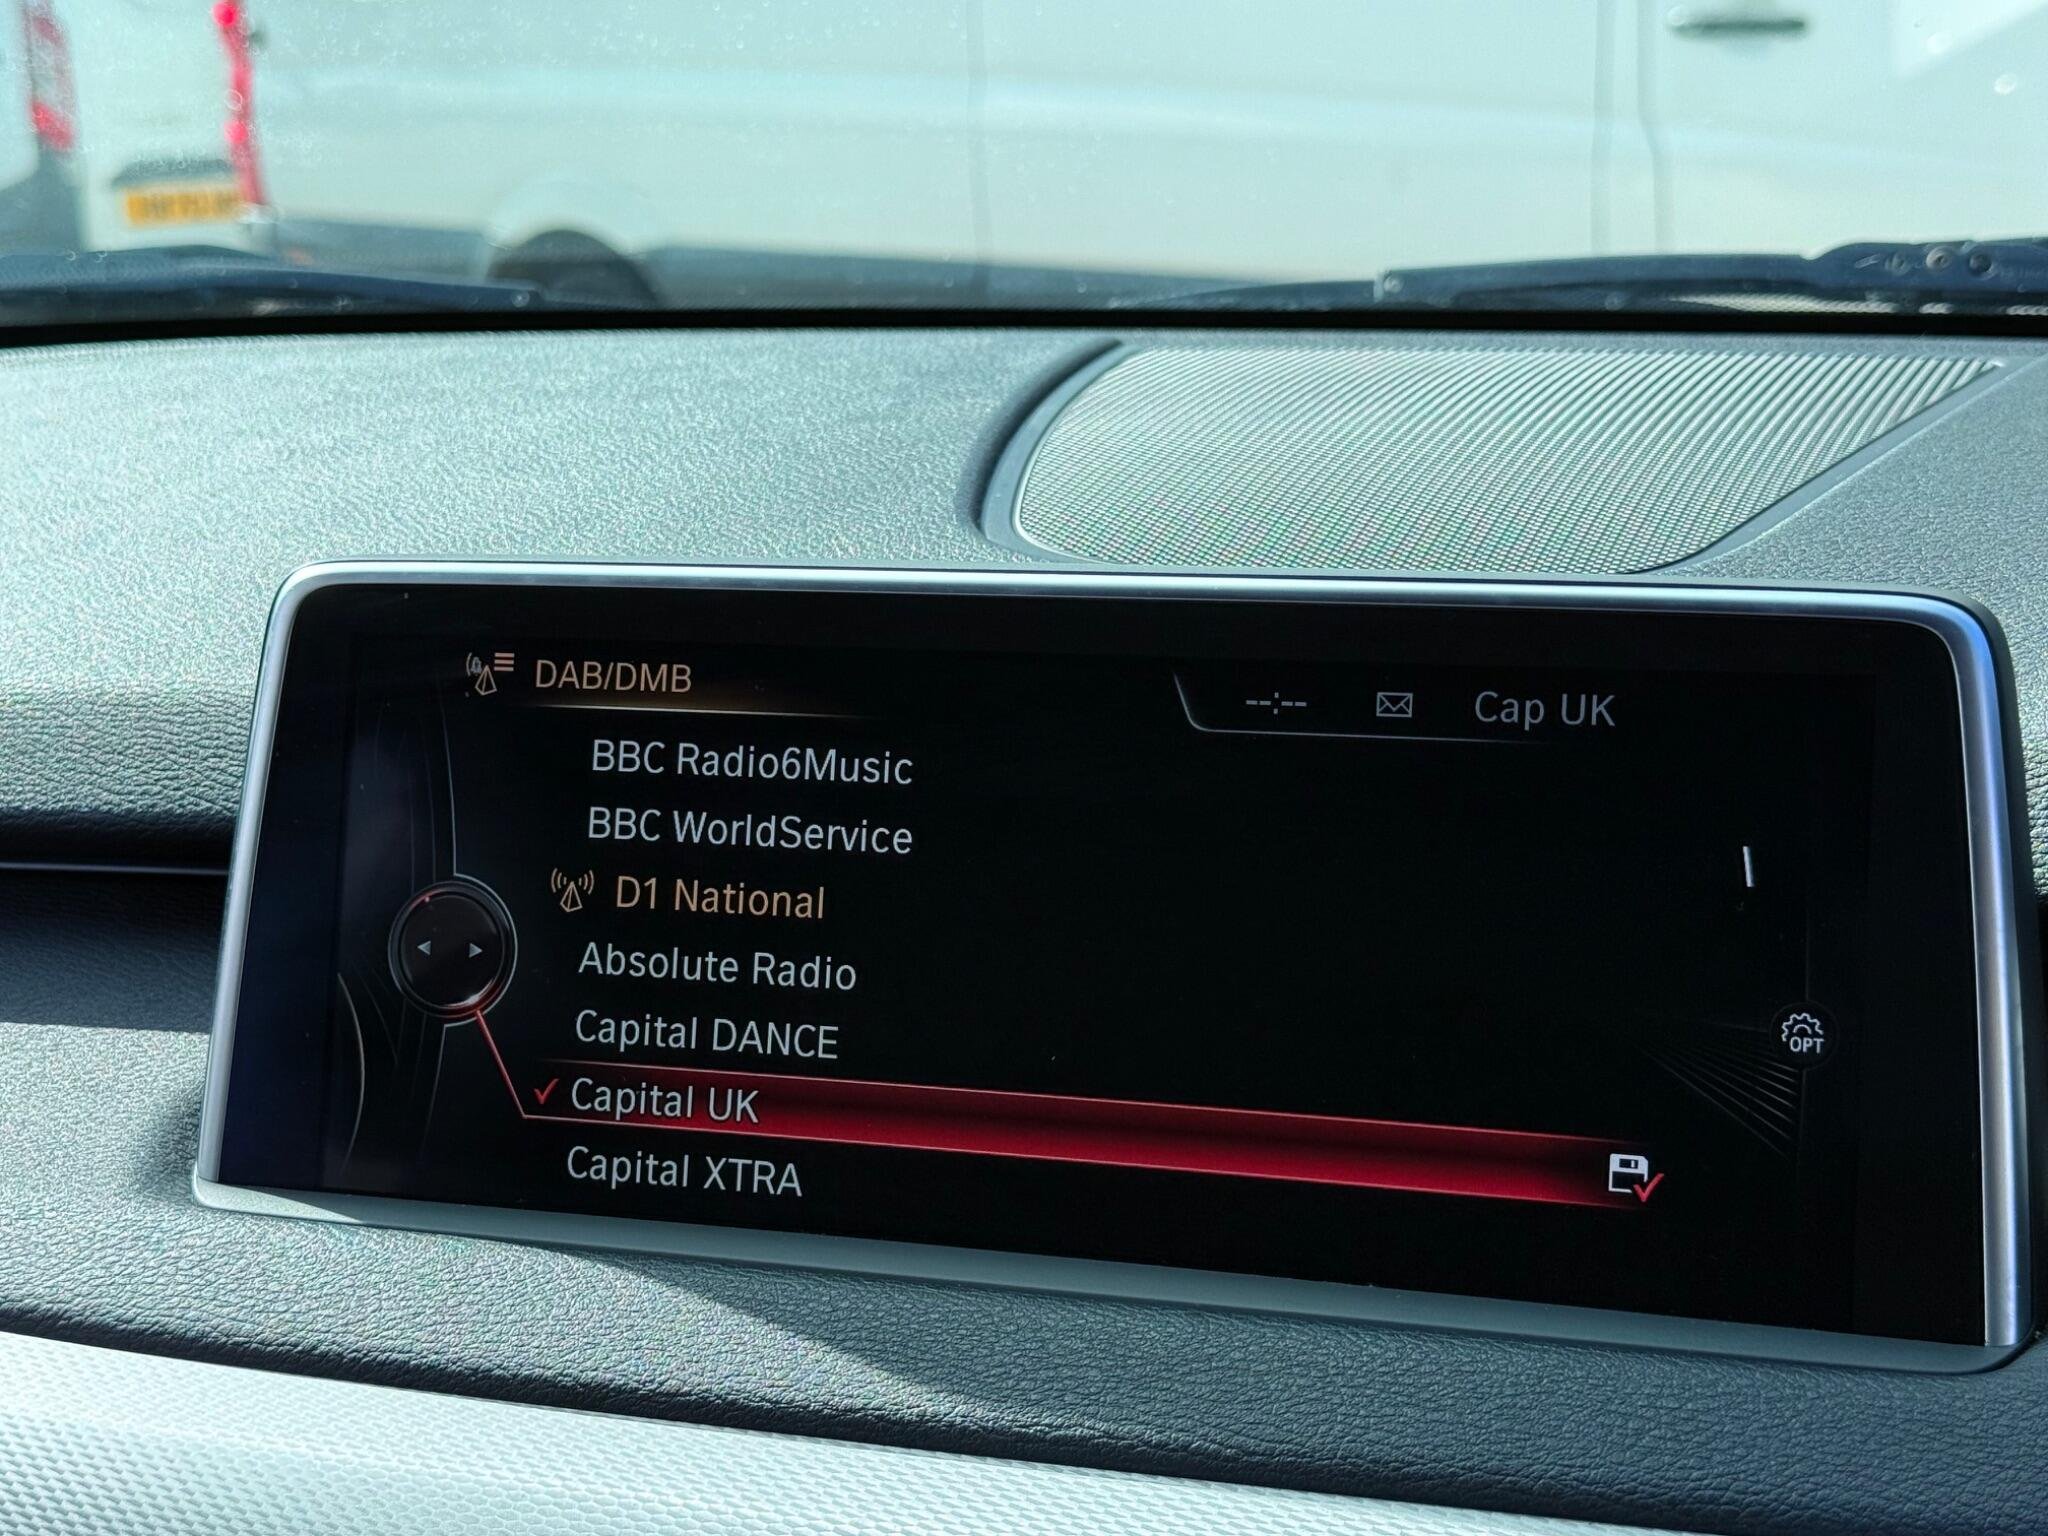 DAB/DMB
--:-- Cap UK
BBC Radio6Music
BBC WorldService
D1 National
Absolute Radio
Capital DANCE
Capital UK
Capital XTRA
OPT